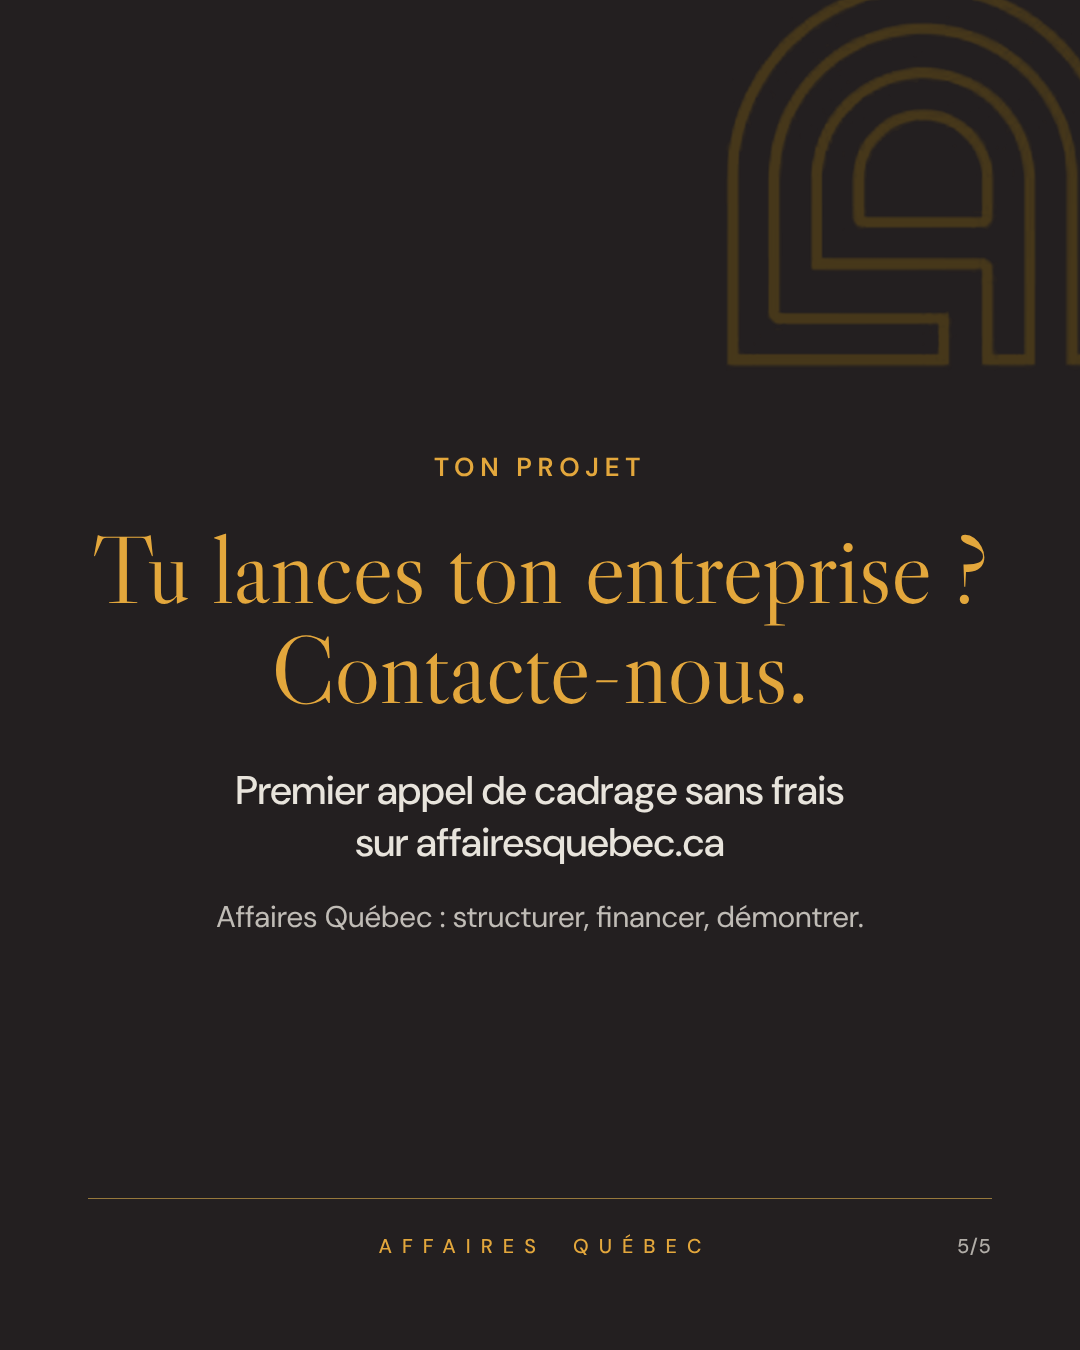 TON PROJET
Tu lances ton entreprise ?
Contacte-nous.
Premier appel de cadrage sans frais
sur affairesquebec.ca
Affaires Québec : structurer, financer, démontrer.
AFFAIRES QUÉBEC
5/5